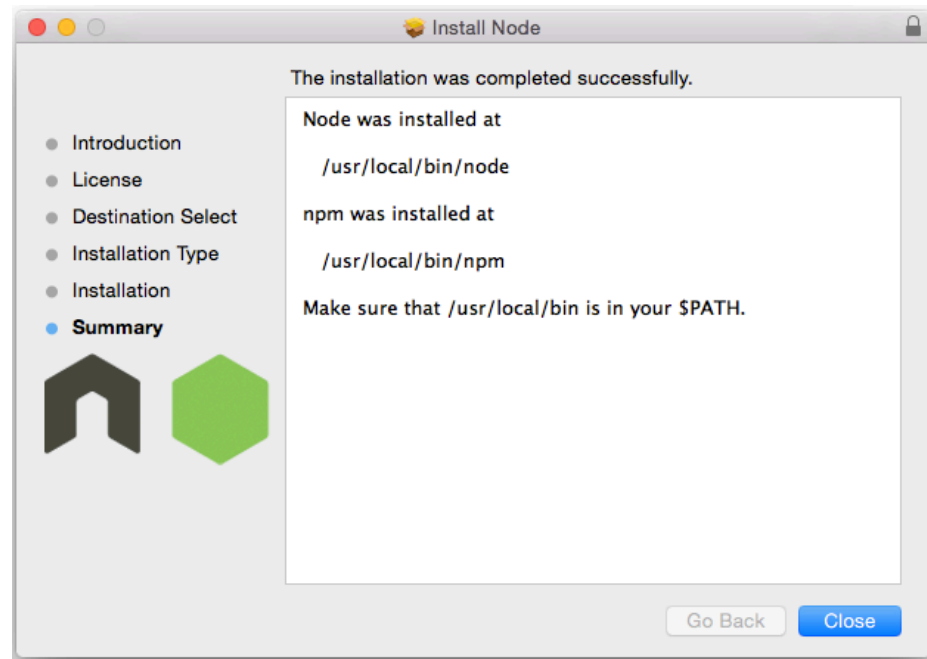 Install Node
The installation was completed successfully.
Introduction
License
Destination Select
Installation Type
Installation
Summary
Node was installed at
/usr/local/bin/node
npm was installed at
/usr/local/bin/npm
Make sure that /usr/local/bin is in your $PATH.
Go Back
Close